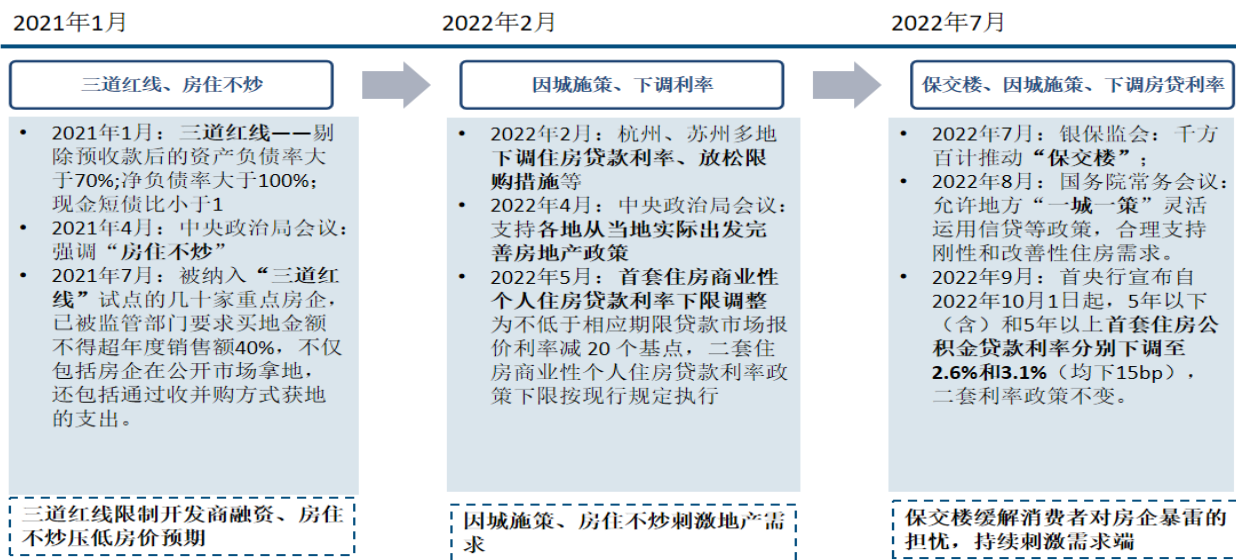 2021年1月
2022年2月
2022年7月
三道红线、房住不炒
因城施策、下调利率
保交楼、因城施策、下调房贷利率
• 2021年1月：三道红线——剔
除预收款后的资产负债率大
于70%;净负债率大于100%；
现金短债比小于1
• 2021年4月：中央政治局会议：
强调“房住不炒”
• 2021年7月：被纳入“三道红
线”试点的几十家重点房企，
已被监管部门要求买地金额
不得超年度销售额40%，不仅
包括房企在公开市场拿地，
还包括通过收并购方式获地
的支出。
• 2022年2月：杭州、苏州多地
下调住房贷款利率、放松限
购措施等
• 2022年4月：中央政治局会议：
支持各地从当地实际出发完
善房地产政策
• 2022年5月：首套住房商业性
个人住房贷款利率下限调整
为不低于相应期限贷款市场报
价利率减 20 个基点，二套住
房商业性个人住房贷款利率政
策下限按现行规定执行
• 2022年7月：银保监会：千方
百计推动“保交楼”；
• 2022年8月：国务院常务会议：
允许地方“一城一策”灵活
运用信贷等政策，合理支持
刚性和改善性住房需求。
• 2022年9月：首央行宣布自
2022年10月1日起，5年以下
（含）和5年以上首套住房公
积金贷款利率分别下调至
2.6%和3.1%（均下15bp），
二套利率政策不变。
三道红线限制开发商融资、房住
不炒压低房价预期
因城施策、房住不炒刺激地产需
求
保交楼缓解消费者对房企暴雷的
担忧，持续刺激需求端